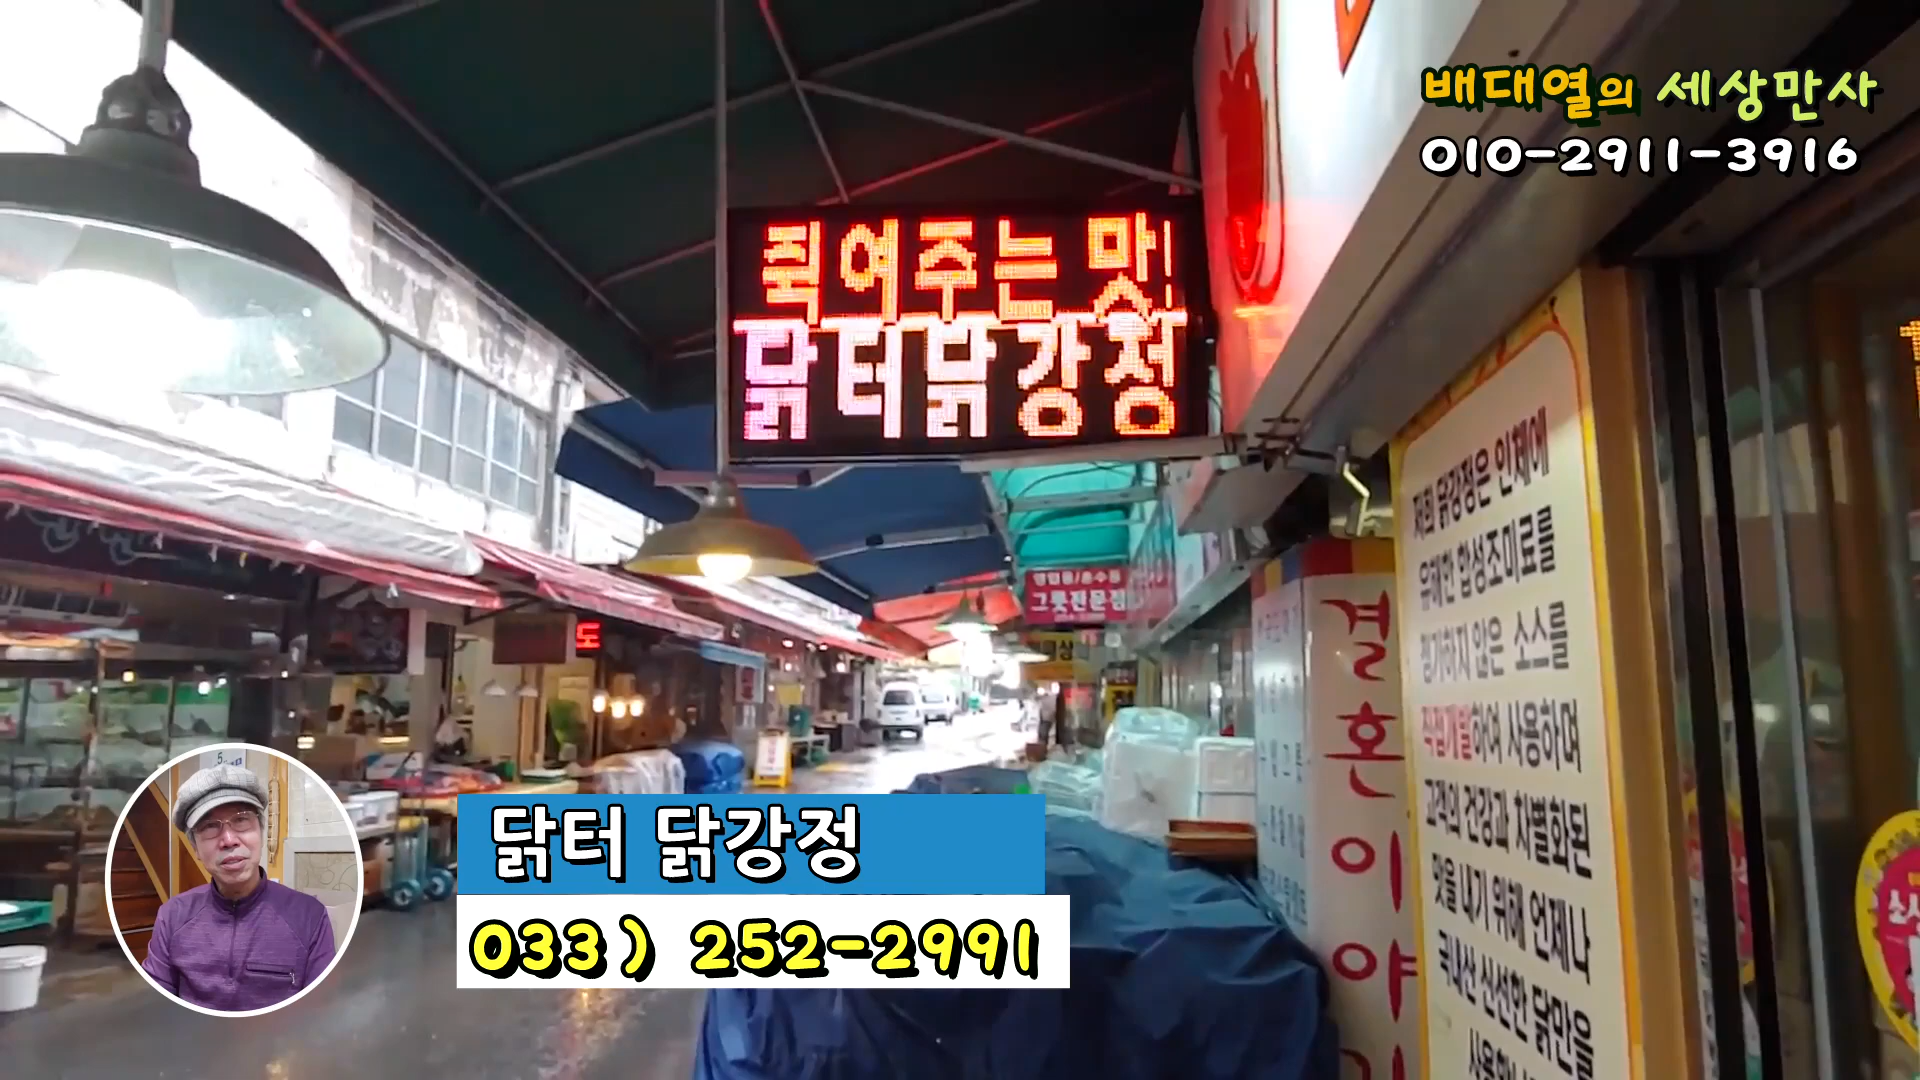 배대열의 세상만사
010-2911-3916
죽여주는 맛!
닭터닭강정
그릇전문점
저희 닭강정은 인체에
유해한 합성조미료를
첨가하지 않은 소스를
직접개발하여 사용하며
고객의 건강과 차별화된
맛을 내기 위해 언제나
국내산 신선한 닭만을
결혼이야기
닭터 닭강정
033) 252-2991